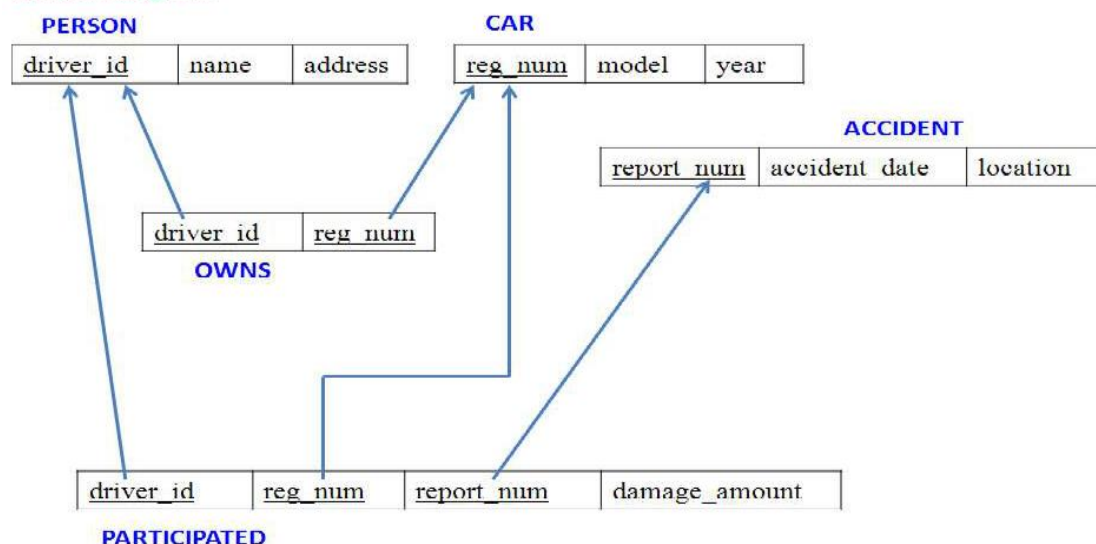 PERSON
driver_id name address
CAR
reg_num model year
ACCIDENT
report_num accident_date location
driver_id reg_num
OWNS
driver_id reg_num report_num damage_amount
PARTICIPATED